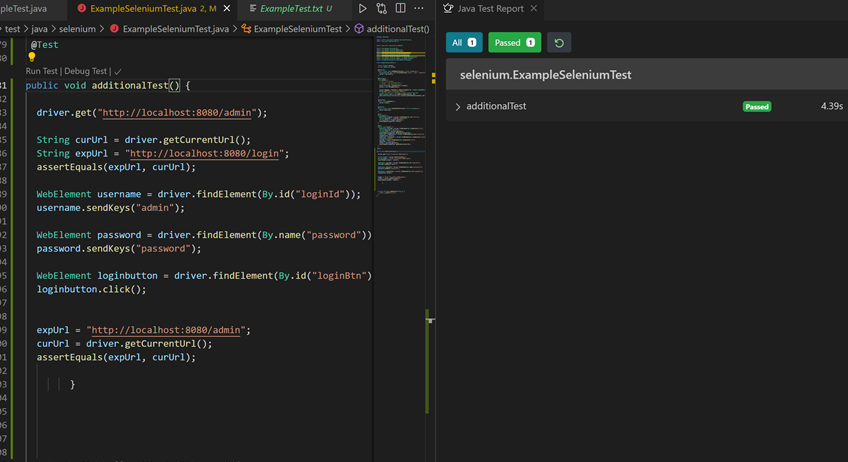 pleTest.java
ExampleSeleniumTest.java 2, M
ExampleTest.txt U
test > java > selenium > ExampleSeleniumTest.java > ExampleSeleniumTest > additionalTest()
79 @Test
80
Run Test | Debug Test |
81 public void additionalTest() {
82
83 driver.get("http://localhost:8080/admin");
84
85 String curUrl = driver.getCurrentUrl();
86 String expUrl = "http://localhost:8080/login";
87 assertEquals(expUrl, curUrl);
88
89 WebElement username = driver.findElement(By.id("loginId"));
90 username.sendKeys("admin");
91
92 WebElement password = driver.findElement(By.name("password"))
93 password.sendKeys("password");
94
95 WebElement loginbutton = driver.findElement(By.id("loginBtn")
96 loginbutton.click();
97
98
99 expUrl = "http://localhost:8080/admin";
00 curUrl = driver.getCurrentUrl();
01 assertEquals(expUrl, curUrl);
02
03 }
04
05
06
07
08
Java Test Report
All 1
Passed 1
selenium.ExampleSeleniumTest
additionalTest
Passed
4.39s